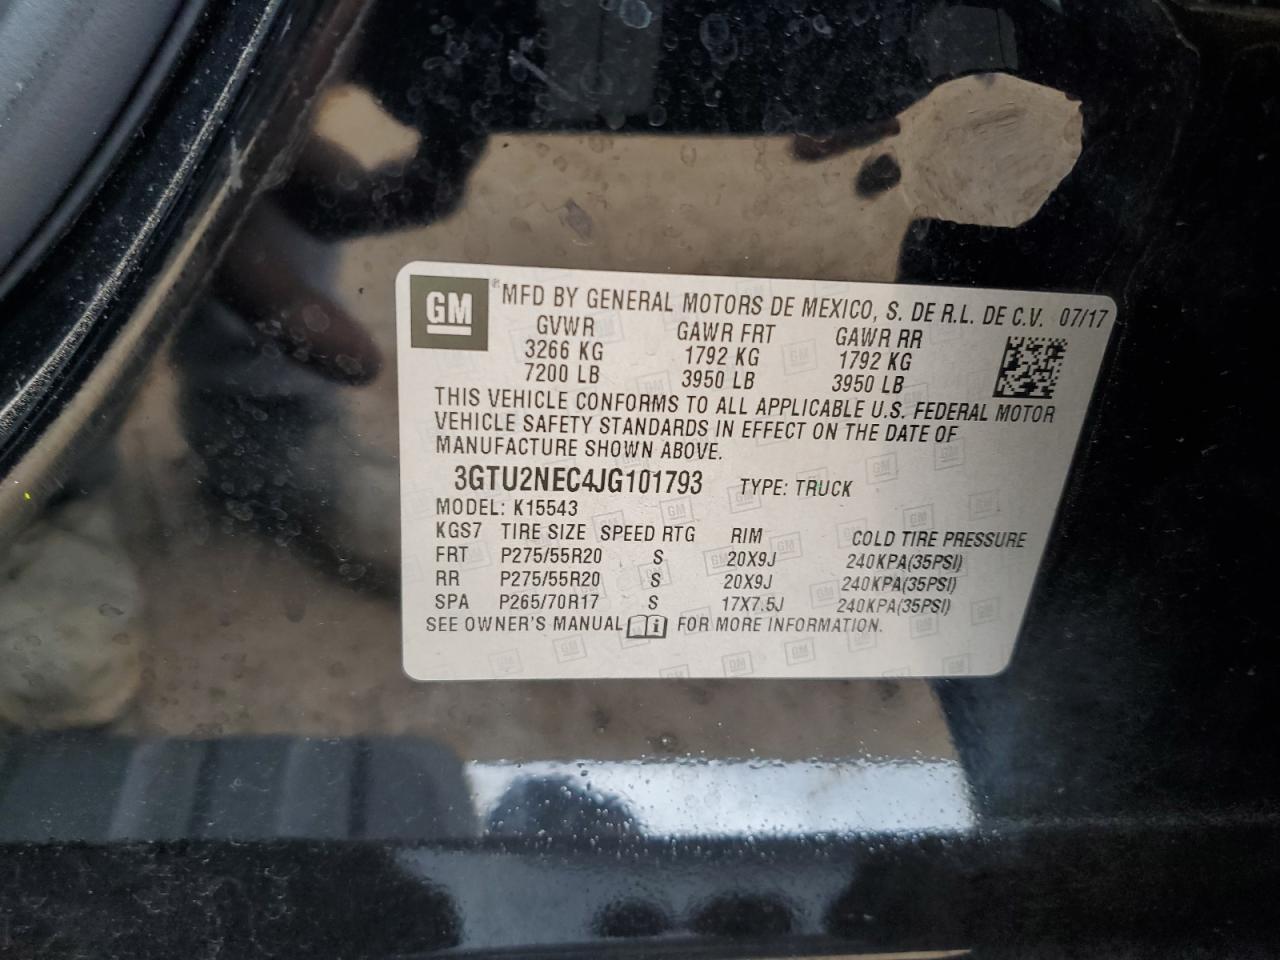 GM ® MFD BY GENERAL MOTORS DE MEXICO, S. DE R.L. DE C.V. 07/17
GVWR GAWR FRT GAWR RR
3266 KG 1792 KG 1792 KG
7200 LB 3950 LB 3950 LB
THIS VEHICLE CONFORMS TO ALL APPLICABLE U.S. FEDERAL MOTOR
VEHICLE SAFETY STANDARDS IN EFFECT ON THE DATE OF
MANUFACTURE SHOWN ABOVE.
3GTU2NEC4JG101793 TYPE: TRUCK
MODEL: K15543
KGS7 TIRE SIZE SPEED RTG RIM COLD TIRE PRESSURE
FRT P275/55R20 S 20X9J 240KPA(35PSI)
RR P275/55R20 S 20X9J 240KPA(35PSI)
SPA P265/70R17 S 17X7.5J 240KPA(35PSI)
SEE OWNER'S MANUAL FOR MORE INFORMATION.